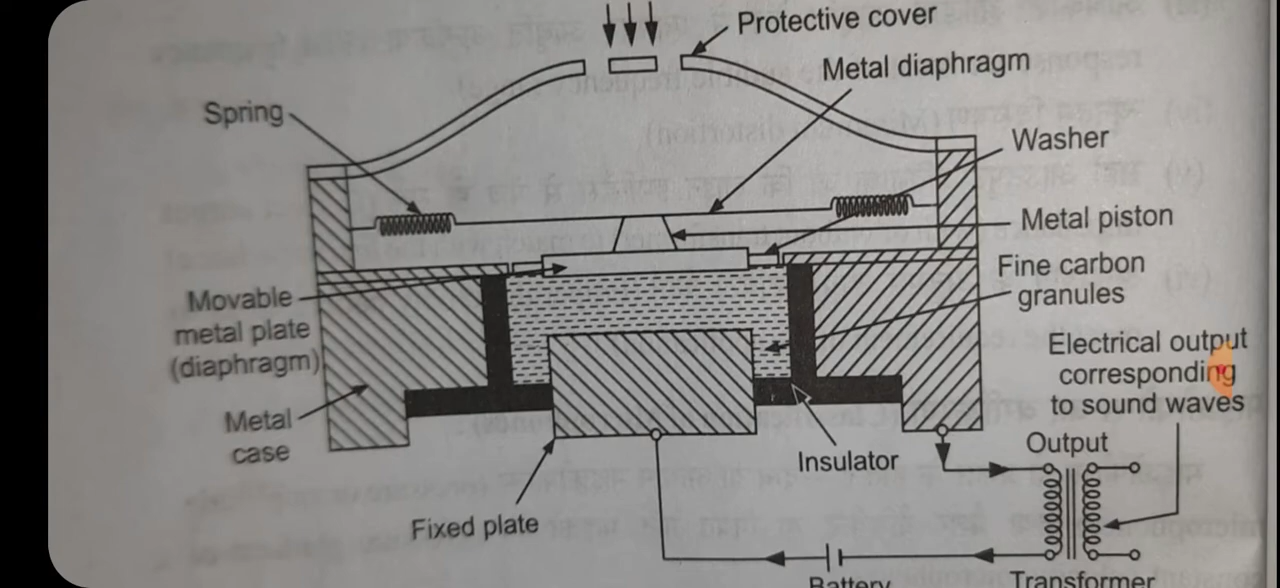 Protective cover
Metal diaphragm
Spring
Washer
Metal piston
Fine carbon
granules
Movable
metal plate
(diaphragm)
Electrical output
corresponding
to sound waves
Metal
case
Output
Insulator
Fixed plate
Battery
Transformer